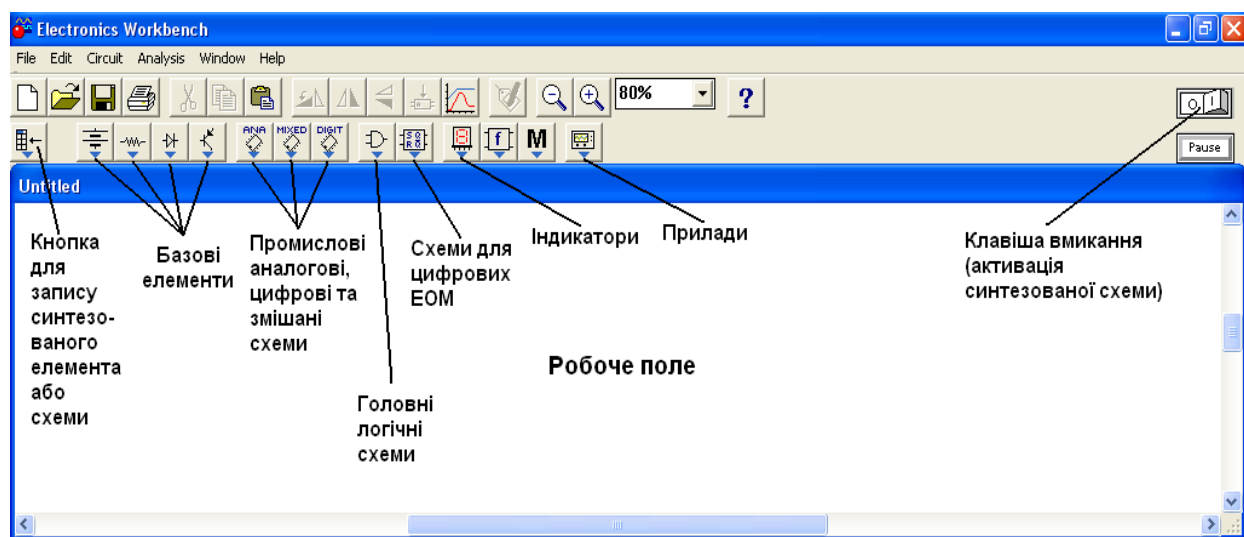 Electronics Workbench
File Edit Circuit Analysis Window Help
80%
?
0 1
ANA MIXED DIGIT
f
M
Pause
Untitled
Кнопка
для
запису
синтезо-
ваного
елемента
або
схеми
Базові
елементи
Промислові
аналогові,
цифрові та
змішані
схеми
Головні
логічні
схеми
Схеми для
цифрових
ЕОМ
Індикатори
Прилади
Клавіша вмикання
(активація
синтезованої схеми)
Робоче поле